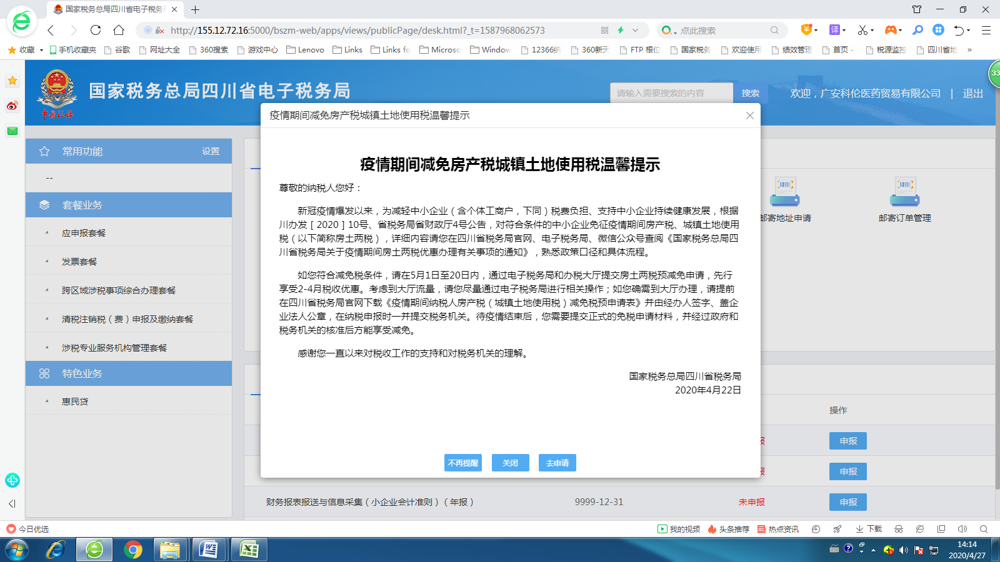 国家税务总局四川省电子税务局
http://155.12.72.16:5000/bszm-web/apps/views/publicPage/desk.html?_t=1587968062573
点此搜索
译
收藏 手机收藏夹 谷歌 网址大全 360搜索 游戏中心 Lenovo Links Links fo Microso Window 12366纳 360新天 FTP 根位 国家税务 欢迎使用 绩效管理 首页 - 税源监控 四川省地 »
33
国家税务总局四川省电子税务局
请输入需要搜索的内容 搜索 欢迎，广安科伦医药贸易有限公司 | 退出
常用功能 设置
--
套餐业务
应申报套餐
发票套餐
跨区域涉税事项综合办理套餐
清税注销税（费）申报及缴纳套餐
涉税专业服务机构管理套餐
特色业务
惠民贷
邮寄地址申请 邮寄订单管理
疫情期间减免房产税城镇土地使用税温馨提示
疫情期间减免房产税城镇土地使用税温馨提示
尊敬的纳税人您好：
新冠疫情爆发以来，为减轻中小企业（含个体工商户，下同）税费负担、支持中小企业持续健康发展，根据
川办发［2020］10号、省税务局省财政厅4号公告，对符合条件的中小企业免征疫情期间房产税、城镇土地使用
税（以下简称房土两税），详细内容请您在四川省税务局官网、电子税务局、微信公众号查阅《国家税务总局四
川省税务局关于疫情期间房土两税优惠办理有关事项的通知》，熟悉政策口径和具体流程。
如您符合减免税条件，请在5月1日至20日内，通过电子税务局和办税大厅提交房土两税预减免申请，先行
享受2-4月税收优惠。考虑到大厅流量，请您尽量通过电子税务局进行相关操作；如您确需到大厅办理，请提前
在四川省税务局官网下载《疫情期间纳税人房产税（城镇土地使用税）减免税预申请表》并由经办人签字、盖企
业法人公章，在纳税申报时一并提交税务机关。待疫情结束后，您需要提交正式的免税申请材料，并经过政府和
税务机关的核准后方能享受减免。
感谢您一直以来对税收工作的支持和对税务机关的理解。
国家税务总局四川省税务局
2020年4月22日
不再提醒 关闭 去申请
操作
报 申报
报 申报
财务报表报送与信息采集（小企业会计准则）（年报） 9999-12-31 未申报 申报
今日优选 我的视频 头条推荐 热点资讯 下载
14:14
2020/4/27